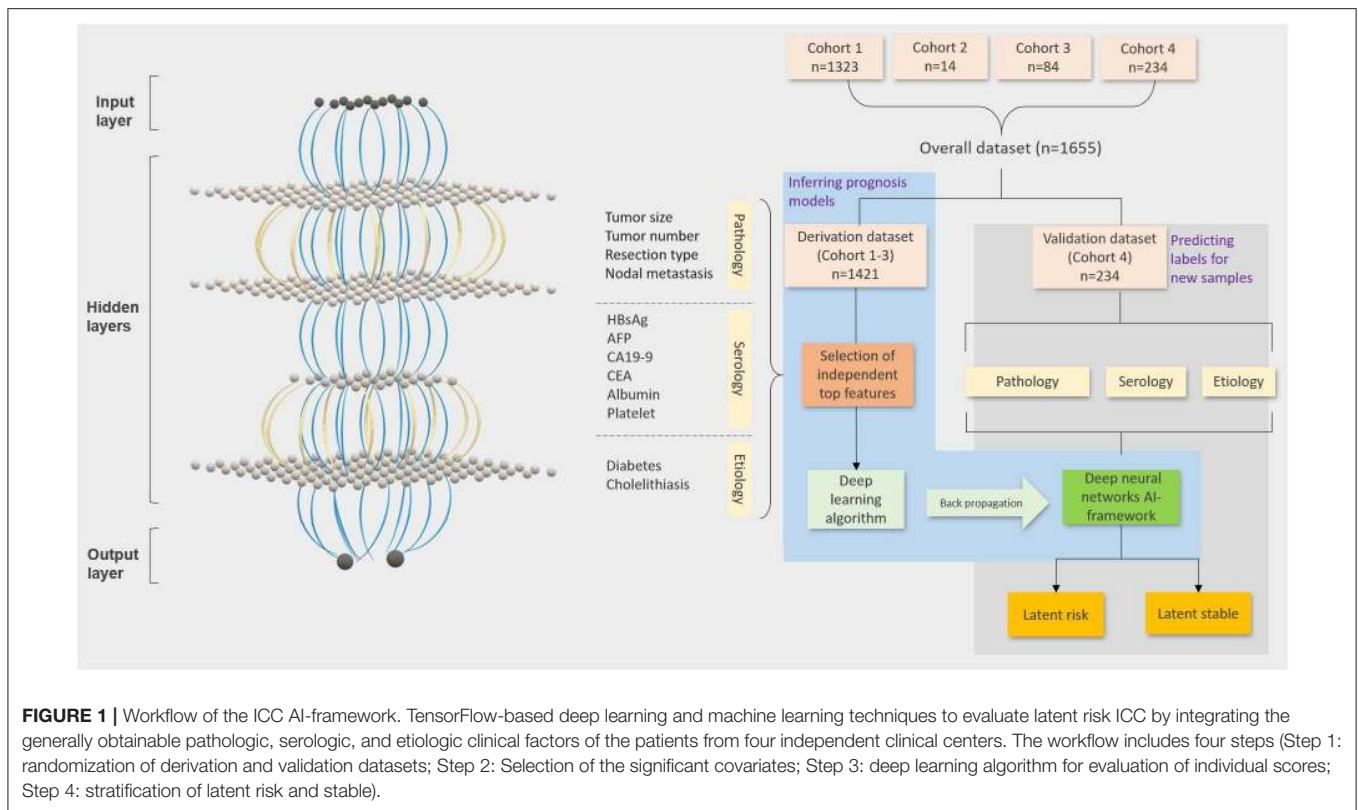 Input
layer
Hidden
layers
Output
layer
Tumor size
Tumor number
Resection type
Nodal metastasis
Pathology
HBsAg
AFP
CA19-9
CEA
Albumin
Platelet
Serology
Diabetes
Cholelithiasis
Etiology
Cohort 1
n=1323
Cohort 2
n=14
Cohort 3
n=84
Cohort 4
n=234
Overall dataset (n=1655)
Inferring prognosis
models
Derivation dataset
(Cohort 1-3)
n=1421
Validation dataset
(Cohort 4)
n=234
Predicting
labels for
new samples
Selection of
independent
top features
Pathology
Serology
Etiology
Deep
learning
algorithm
Back propagation
Deep neural
networks AI-
framework
Latent risk
Latent stable
FIGURE 1 | Workflow of the ICC AI-framework. TensorFlow-based deep learning and machine learning techniques to evaluate latent risk ICC by integrating the
generally obtainable pathologic, serologic, and etiologic clinical factors of the patients from four independent clinical centers. The workflow includes four steps (Step 1:
randomization of derivation and validation datasets; Step 2: Selection of the significant covariates; Step 3: deep learning algorithm for evaluation of individual scores;
Step 4: stratification of latent risk and stable).